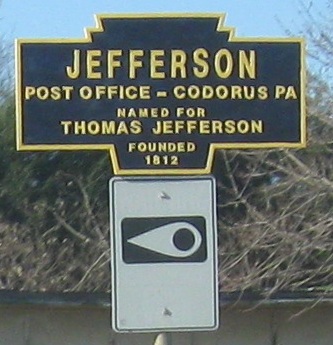 JEFFERSON
POST OFFICE - CODORUS PA
NAMED FOR
THOMAS JEFFERSON
FOUNDED
1812